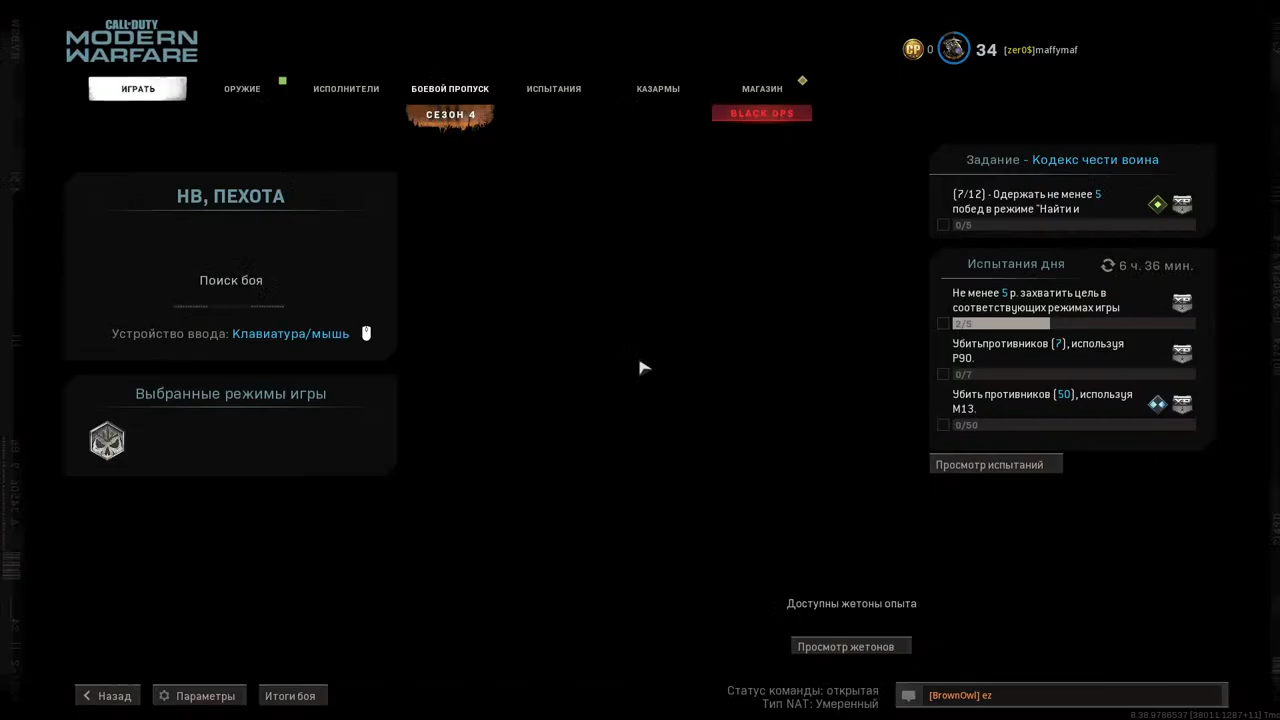 CALL OF DUTY
MODERN
WARFARE
CP 0 34 [zer0$]maffymaf
ИГРАТЬ ОРУЖИЕ ИСПОЛНИТЕЛИ БОЕВОЙ ПРОПУСК ИСПЫТАНИЯ КАЗАРМЫ МАГАЗИН
СЕЗОН 4 BLACK OPS
НВ, ПЕХОТА
Поиск боя
Устройство ввода: Клавиатура/мышь
Выбранные режимы игры
Задание - Кодекс чести воина
(7/12) - Одержать не менее 5
побед в режиме "Найти и
0/5
Испытания дня 6 ч. 36 мин.
Не менее 5 р. захватить цель в
соответствующих режимах игры
2/5
Убитьпротивников (7), используя
P90.
0/7
Убить противников (50), используя
M13.
0/50
Просмотр испытаний
Доступны жетоны опыта
Просмотр жетонов
Назад Параметры Итоги боя
Статус команды: открытая
Тип NAT: Умеренный
[BrownOwl] ez